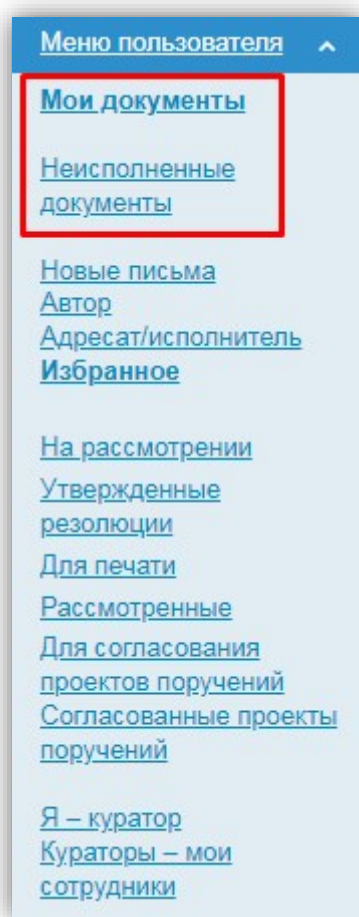 Меню пользователя
Мои документы
Неисполненные
документы
Новые письма
Автор
Адресат/исполнитель
Избранное
На рассмотрении
Утвержденные
резолюции
Для печати
Рассмотренные
Для согласования
проектов поручений
Согласованные проекты
поручений
Я – куратор
Кураторы – мои
сотрудники